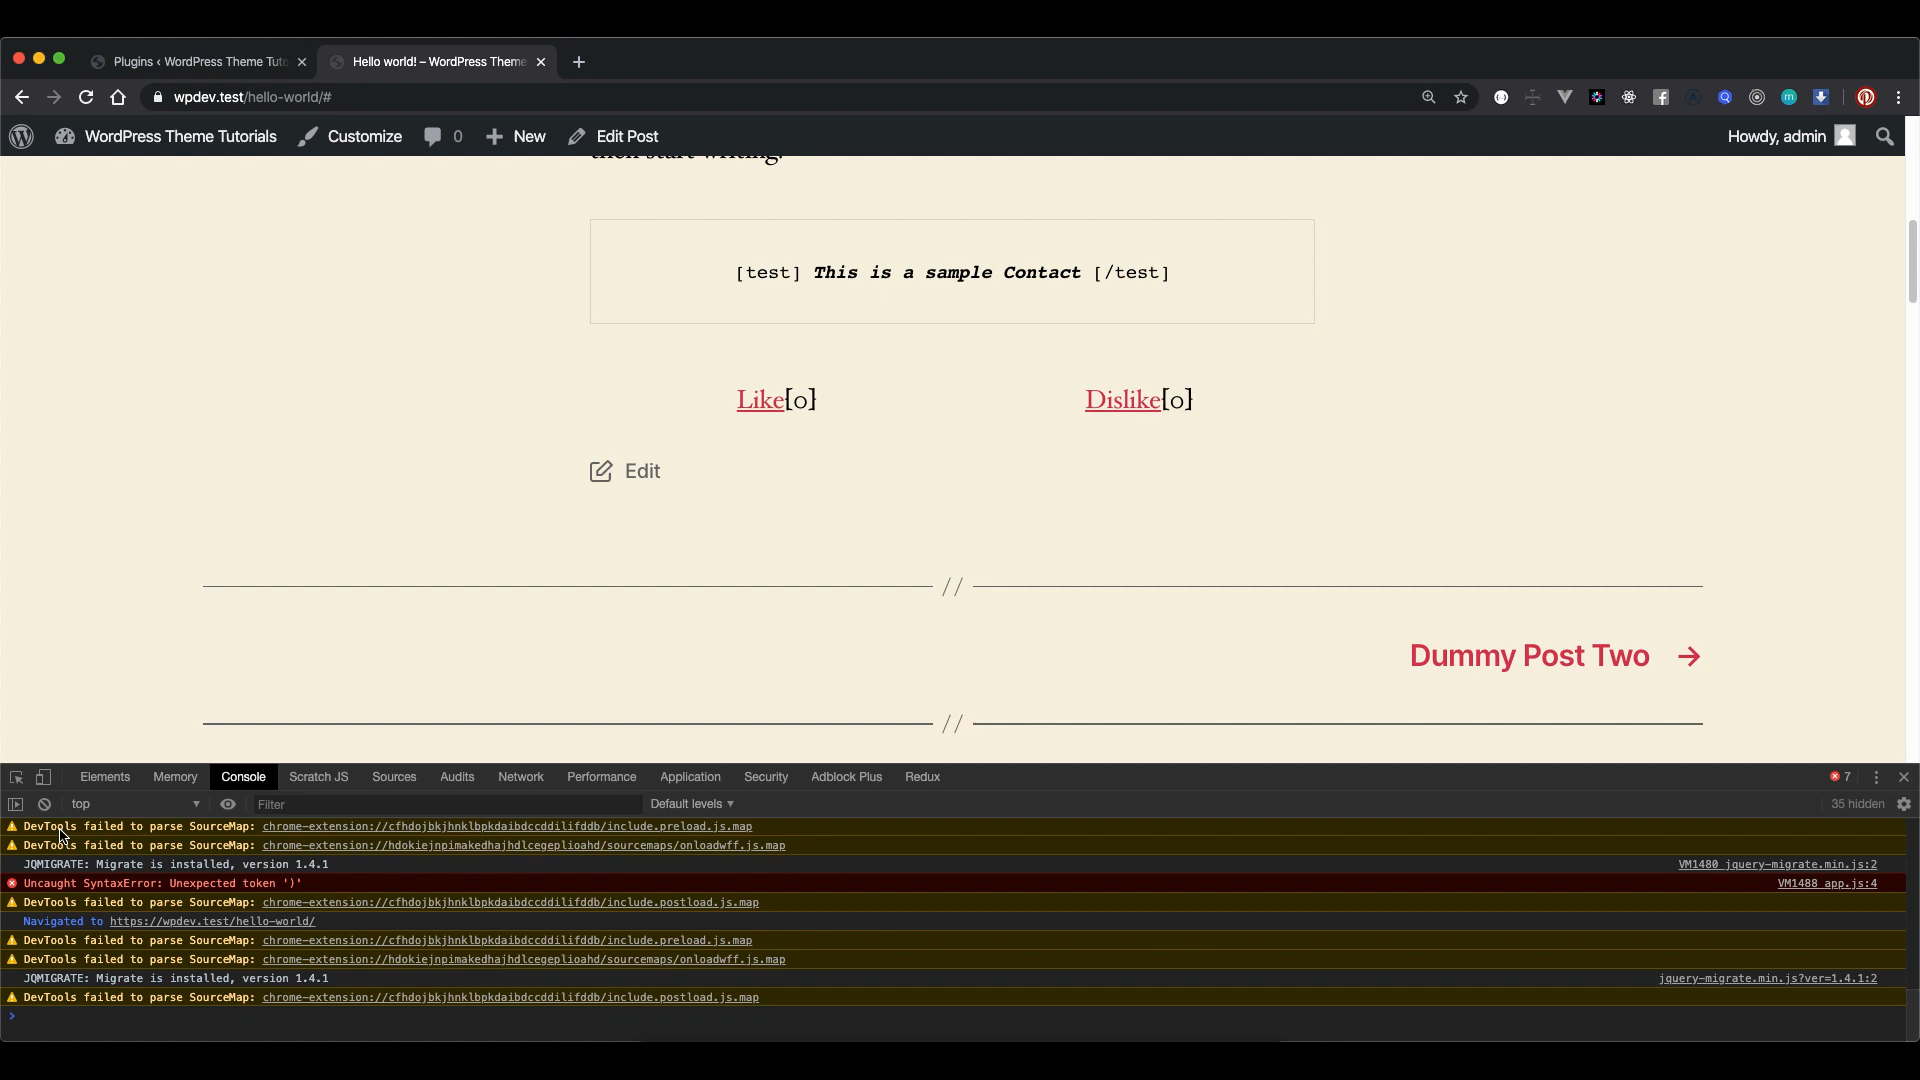 Plugins ‹ WordPress Theme Tuto
Hello world! – WordPress Theme
wpdev.test/hello-world/#
WordPress Theme Tutorials
Customize
0
New
Edit Post
Howdy, admin
then start writing!
[test] This is a sample Contact [/test]
Like[0]
Dislike[0]
Edit
//
Dummy Post Two →
//
Elements
Memory
Console
Scratch JS
Sources
Audits
Network
Performance
Application
Security
Adblock Plus
Redux
7
top
Filter
Default levels ▼
35 hidden
DevTools failed to parse SourceMap: chrome-extension://cfhdojbkjhnklbpkdaibdccddilifddb/include.preload.js.map
DevTools failed to parse SourceMap: chrome-extension://hdokiejnpimakedhajhdlcegeplioahd/sourcemaps/onloadwff.js.map
JQMIGRATE: Migrate is installed, version 1.4.1 VM1480 jquery-migrate.min.js:2
Uncaught SyntaxError: Unexpected token ')' VM1488 app.js:4
DevTools failed to parse SourceMap: chrome-extension://cfhdojbkjhnklbpkdaibdccddilifddb/include.postload.js.map
Navigated to https://wpdev.test/hello-world/
DevTools failed to parse SourceMap: chrome-extension://cfhdojbkjhnklbpkdaibdccddilifddb/include.preload.js.map
DevTools failed to parse SourceMap: chrome-extension://hdokiejnpimakedhajhdlcegeplioahd/sourcemaps/onloadwff.js.map
JQMIGRATE: Migrate is installed, version 1.4.1 jquery-migrate.min.js?ver=1.4.1:2
DevTools failed to parse SourceMap: chrome-extension://cfhdojbkjhnklbpkdaibdccddilifddb/include.postload.js.map